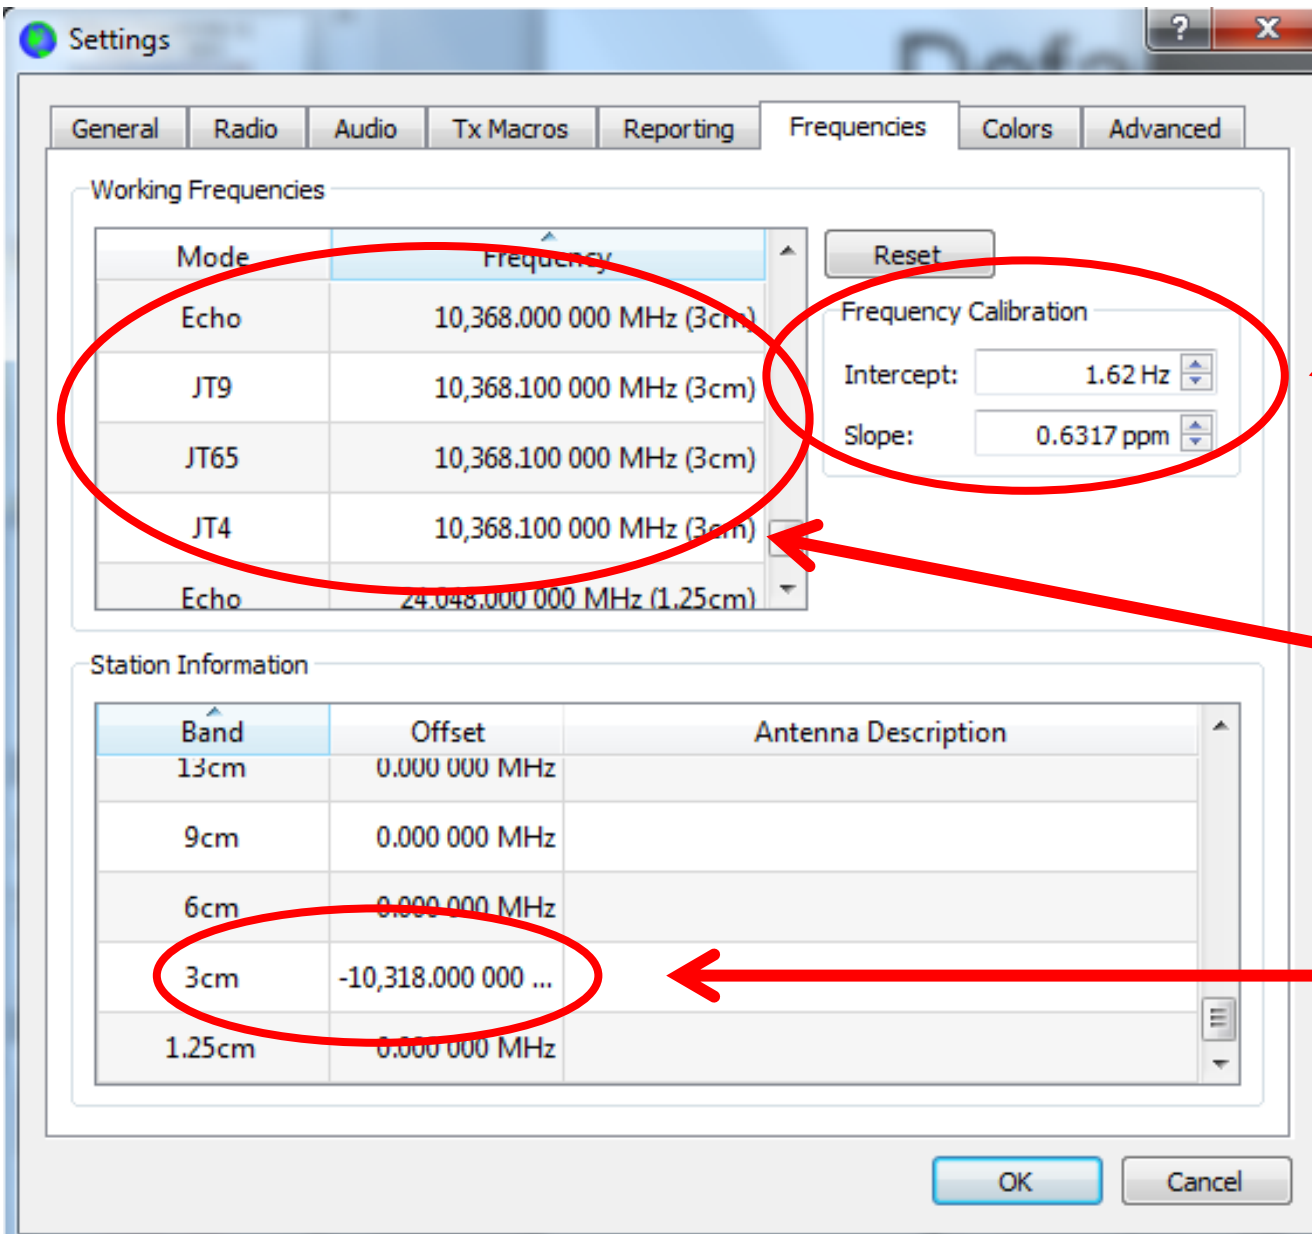 Settings
?
X
General Radio Audio Tx Macros Reporting Frequencies Colors Advanced
Working Frequencies
Mode Frequency
Reset
Echo 10,368.000 000 MHz (3cm)
Frequency Calibration
JT9 10,368.100 000 MHz (3cm)
Intercept: 1.62 Hz
JT65 10,368.100 000 MHz (3cm)
Slope: 0.6317 ppm
JT4 10,368.100 000 MHz (3cm)
Echo 24,048.000 000 MHz (1.25cm)
Station Information
Band Offset Antenna Description
13cm 0.000 000 MHz
9cm 0.000 000 MHz
6cm 0.000 000 MHz
3cm -10,318.000 000 ...
1.25cm 0.000 000 MHz
OK Cancel